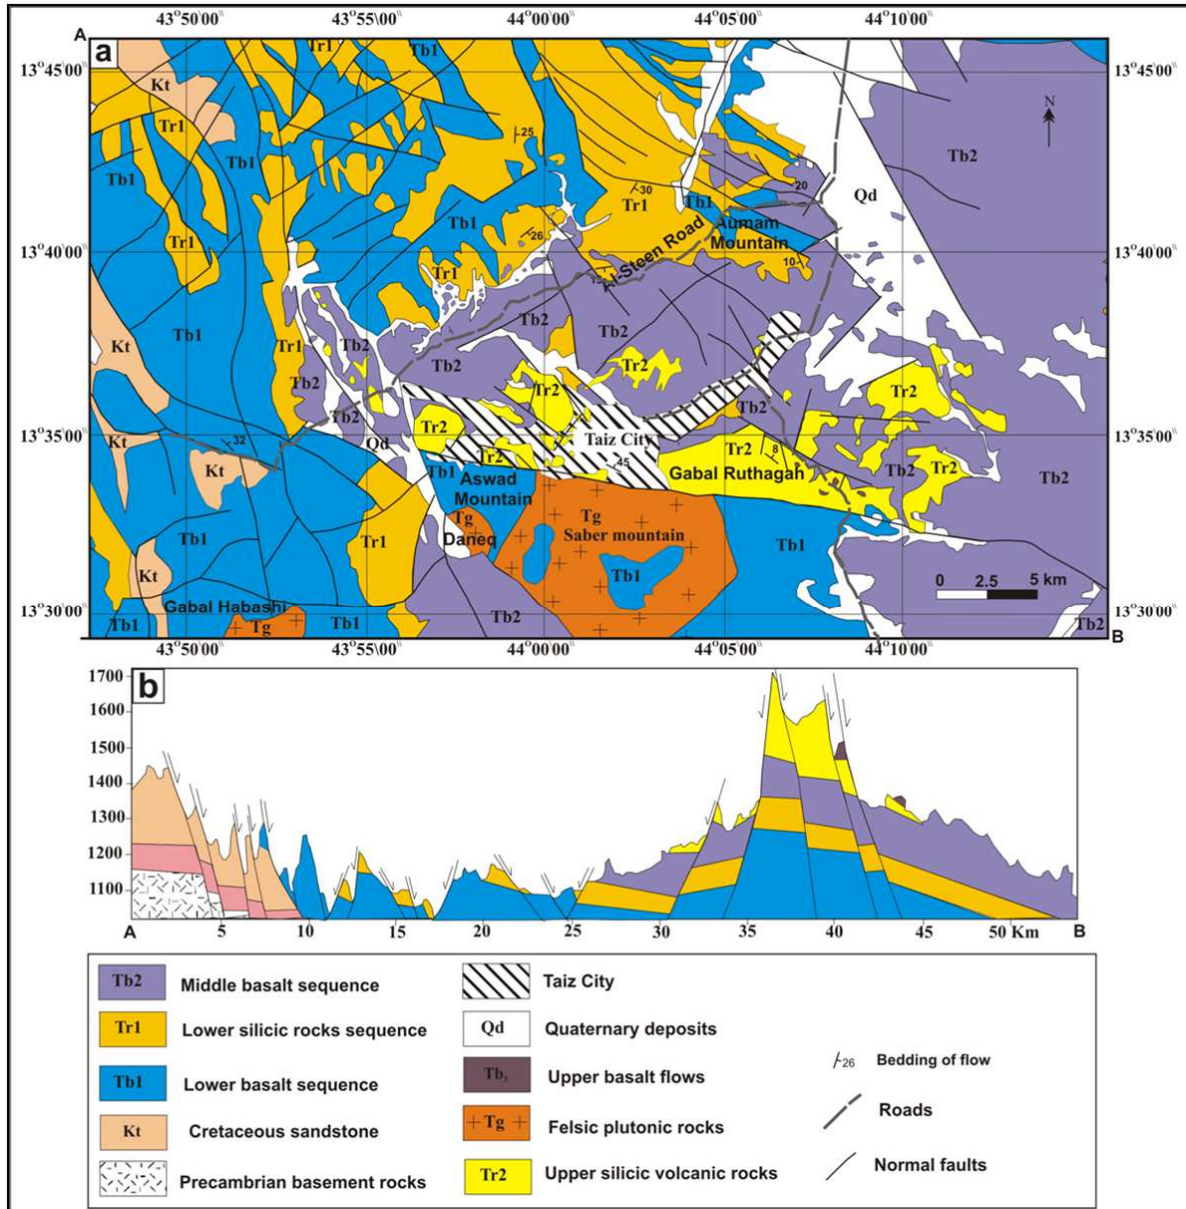 43°50'00" 43°55'00" 44°00'00" 44°05'00" 44°10'00"
A
a
13°45'00" 13°45'00"
Tr1 Tb1
Kt
N
25
Tr1
Tb1
Tb1
Tb2
30 20
Tr1 Tb1
Tb1
Qd
Tr1 26
Aumam
Mountain
Al-Steen Road
13°40'00" 13°40'00"
Tr1 10
15
Tb1
Kt Tr1 Tb2 Tb2 Tb2
Tr2
Tb2 Tb2
Tr2 Tr2
Tb2 Tb2
Tr2
13°35'00" 13°35'00"
Kt 32 Qd Taiz City
Tr2 Tr2 8
Kt Tb1 45 Gabal Ruthagan Tb2 Tr2 Tb2
Aswad
Mountain
Tg Tg
Daneq Saber mountain
Tb1 Tr1 Tb1
Kt Tb1
0 2.5 5 km
Gabal Habashi Tb2
13°30'00" 13°30'00"
Tb1 Tg Tb1 Tb2
B
43°50'00" 43°55'00" 44°00'00" 44°05'00" 44°10'00"
b
1700
1600
1500
1400
1300
1200
1100
A 5 10 15 20 25 30 35 40 45 50 Km B
Tb2 Middle basalt sequence
Tr1 Lower silicic rocks sequence
Tb1 Lower basalt sequence
Kt Cretaceous sandstone
Precambrian basement rocks
Taiz City
Qd Quaternary deposits
Tb3 Upper basalt flows
Tg Felsic plutonic rocks
Tr2 Upper silicic volcanic rocks
26 Bedding of flow
Roads
Normal faults